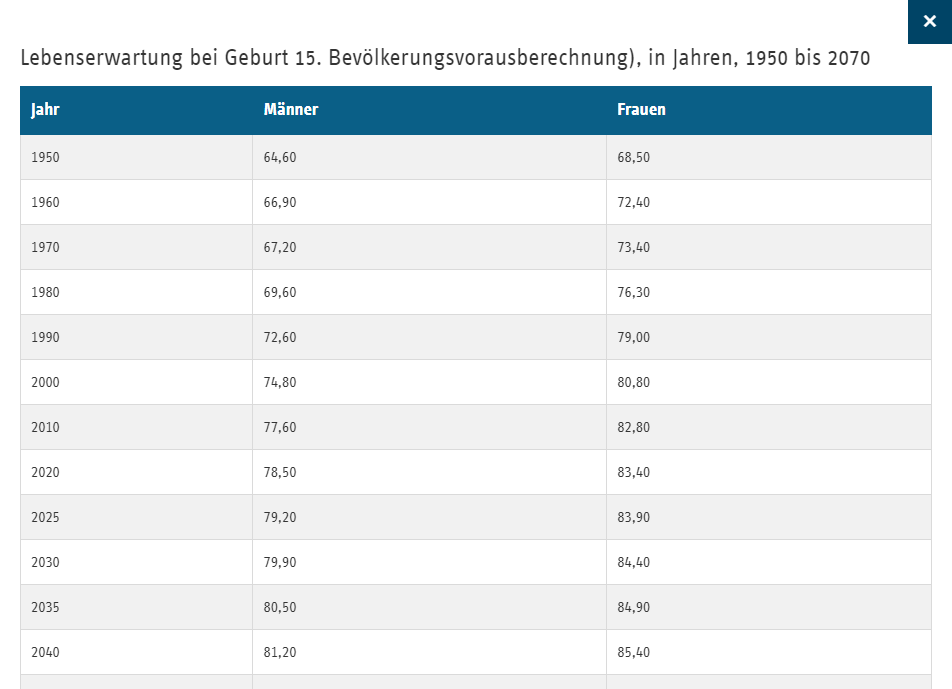 Lebenserwartung bei Geburt 15. Bevölkerungsvorausberechnung), in Jahren, 1950 bis 2070
Jahr Männer Frauen
1950 64,60 68,50
1960 66,90 72,40
1970 67,20 73,40
1980 69,60 76,30
1990 72,60 79,00
2000 74,80 80,80
2010 77,60 82,80
2020 78,50 83,40
2025 79,20 83,90
2030 79,90 84,40
2035 80,50 84,90
2040 81,20 85,40